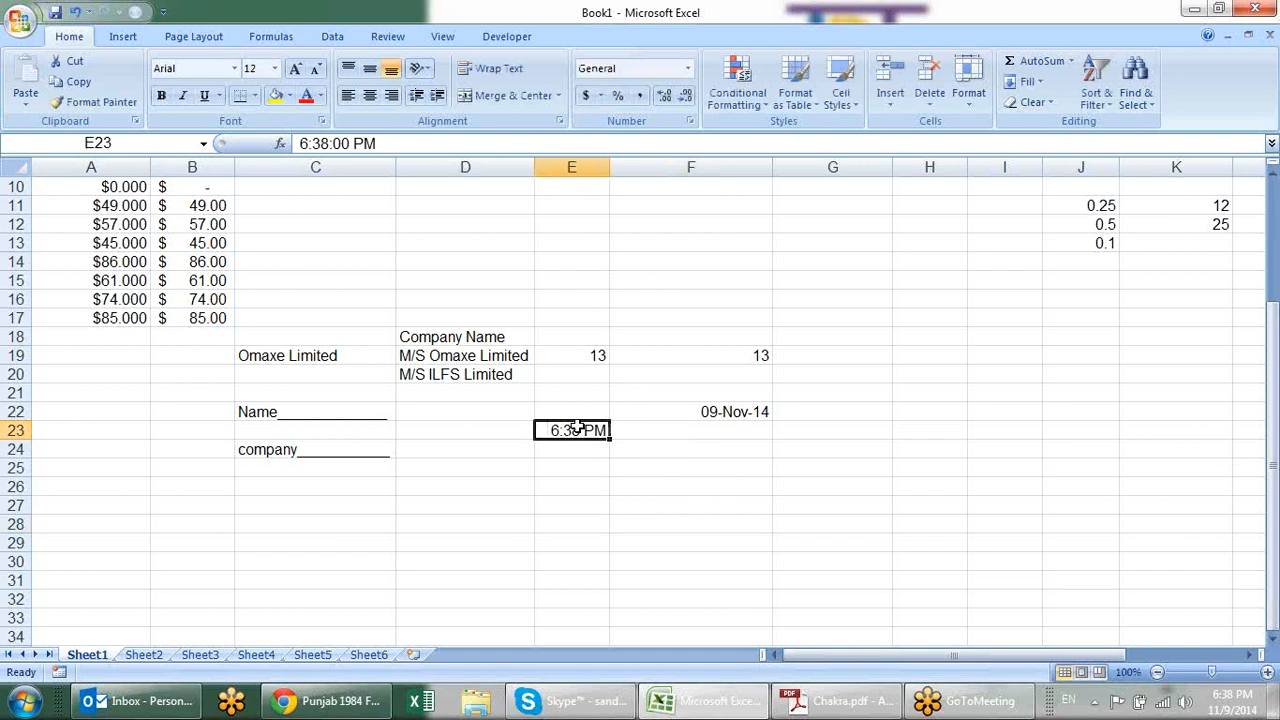 Book1 - Microsoft Excel
Home Insert Page Layout Formulas Data Review View Developer
Paste
Cut
Copy
Format Painter
Clipboard
Arial 12
B I U
Font
Wrap Text
Merge & Center
Alignment
General
$ % ,
Number
Conditional Formatting
Format as Table
Cell Styles
Styles
Insert
Delete
Format
Cells
AutoSum
Fill
Clear
Sort & Filter
Find & Select
Editing
E23 fx 6:38:00 PM
A B C D E F G H I J K
10 $0.000 $ -
11 $49.000 $ 49.00 0.25 12
12 $57.000 $ 57.00 0.5 25
13 $45.000 $ 45.00 0.1
14 $86.000 $ 86.00
15 $61.000 $ 61.00
16 $74.000 $ 74.00
17 $85.000 $ 85.00
18 Company Name
19 Omaxe Limited M/S Omaxe Limited 13 13
20 M/S ILFS Limited
21
22 Name______________ 09-Nov-14
23 6:38 PM
24 company____________
25
26
27
28
29
30
31
32
33
34
Sheet1 Sheet2 Sheet3 Sheet4 Sheet5 Sheet6
Ready 100%
Inbox - Person... Punjab 1984 F... Skype™ - sand... Microsoft Exce... Chakra.pdf - A... GoToMeeting EN 6:38 PM
11/9/2014